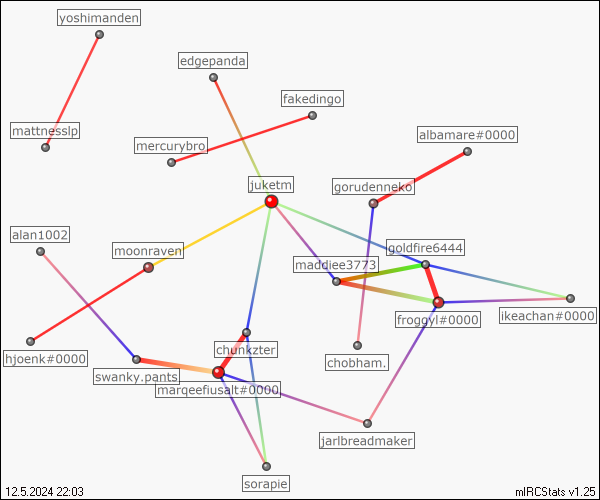 yoshimanden
edgepanda
fakedingo
mattnesslp
albamare#0000
mercurybro
juketm
gorudenneko
alan1002
moonraven
goldfire6444
maddiee3773
ikeachan#0000
froggyl#0000
hjoenk#0000
chunkzter
chobham.
swanky.pants
marqeefiusalt#0000
jarlbreadmaker
sorapie
12.5.2024 22:03
mIRCStats v1.25